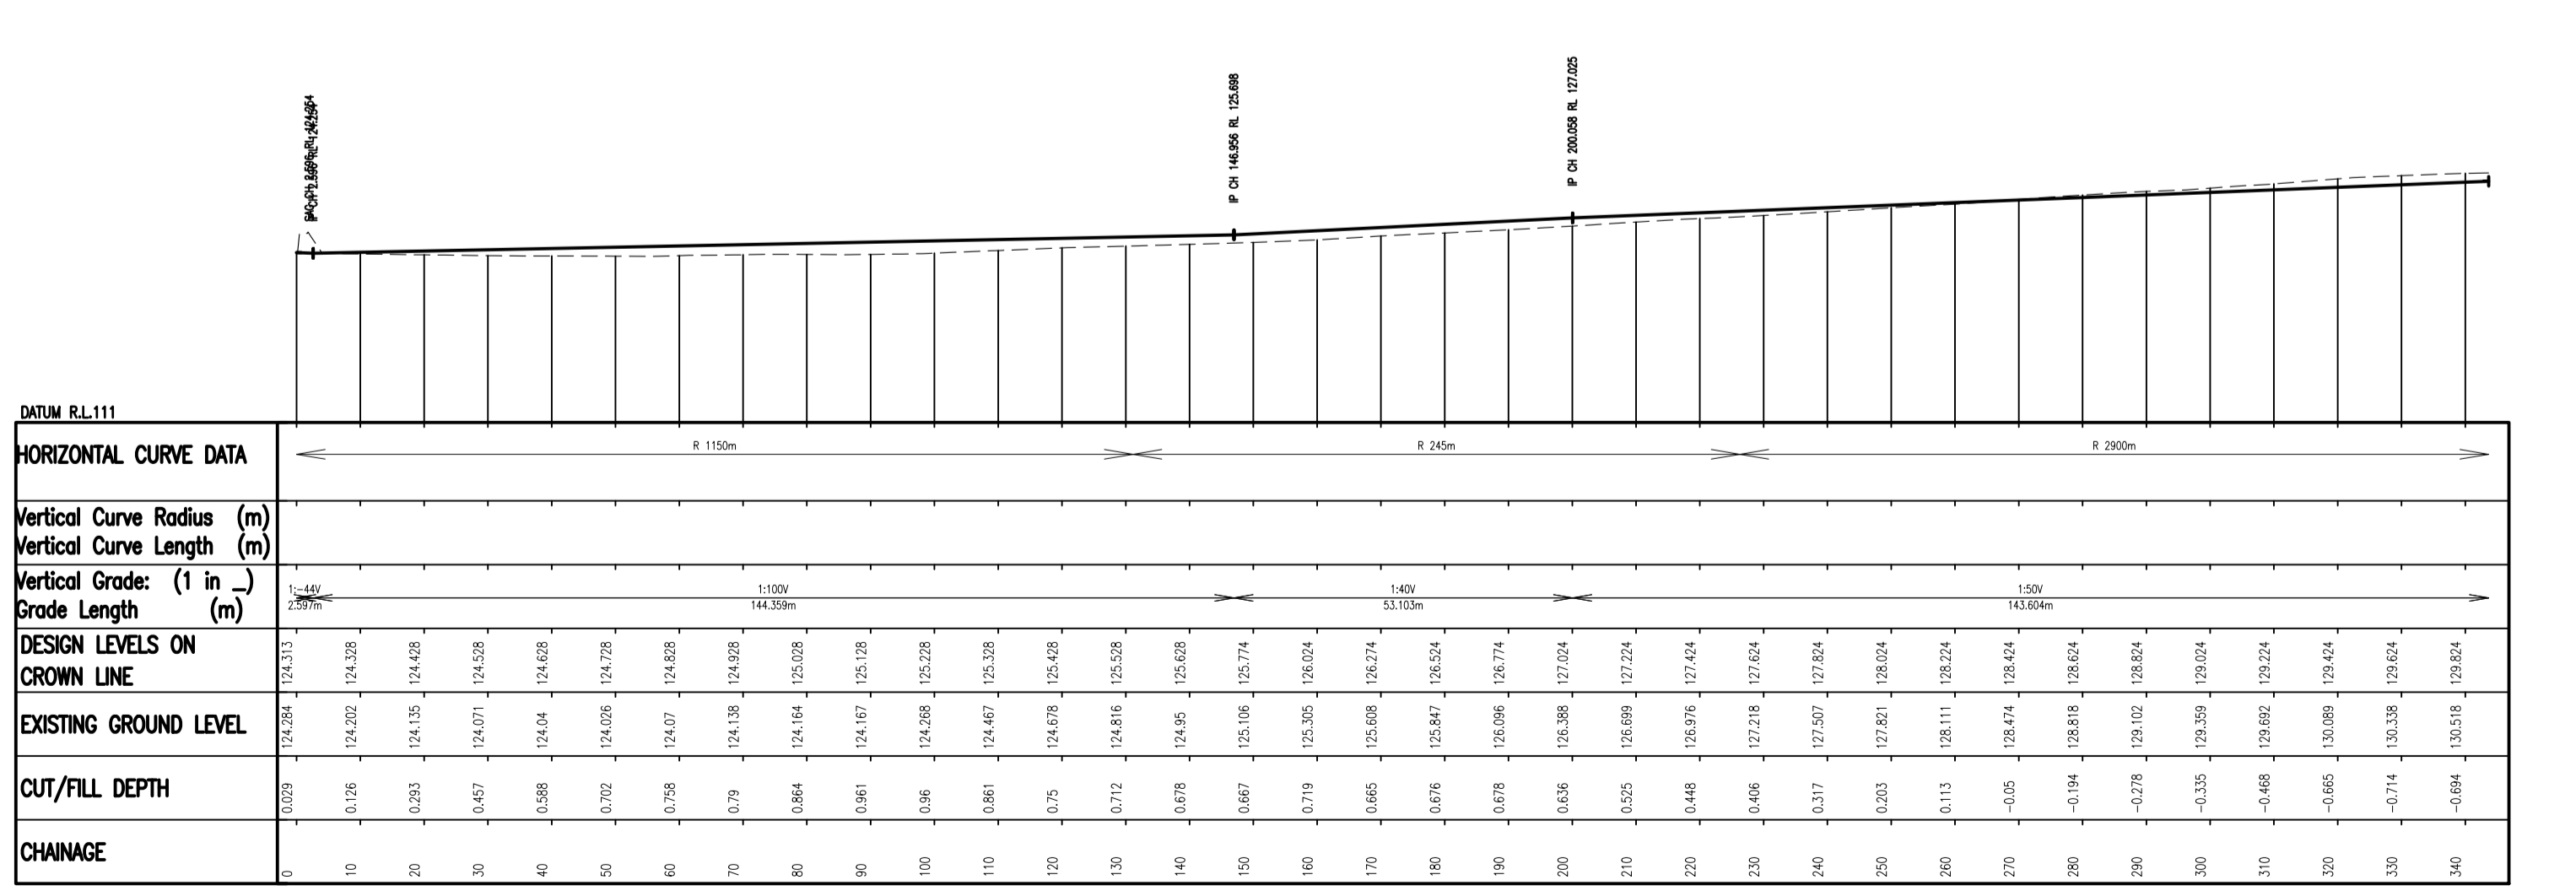 SAG CH 2.596 RL 124.254
IP CH 2.596 RL 124.254
IP CH 146.956 RL 125.698
IP CH 200.058 RL 127.025
DATUM R.L.111
HORIZONTAL CURVE DATA
R 1150m R 245m R 2900m
Vertical Curve Radius (m)
Vertical Curve Length (m)
Vertical Grade: (1 in _)
Grade Length (m)
1:-44V 1:100V 1:40V 1:50V
2.597m 144.359m 53.103m 143.604m
DESIGN LEVELS ON
CROWN LINE
124.313 124.328 124.428 124.528 124.628 124.728 124.828 124.928 125.028 125.128 125.228 125.328 125.428 125.528 125.628 125.774 126.024 126.274 126.524 126.774 127.024 127.224 127.424 127.624 127.824 128.024 128.224 128.424 128.624 128.824 129.024 129.224 129.424 129.624 129.824
EXISTING GROUND LEVEL
124.284 124.202 124.135 124.071 124.04 124.026 124.07 124.138 124.164 124.167 124.268 124.467 124.678 124.816 124.95 125.106 125.305 125.608 125.847 126.096 126.388 126.699 126.976 127.218 127.507 127.821 128.111 128.474 128.818 129.102 129.359 129.692 130.089 130.338 130.518
CUT/FILL DEPTH
0.029 0.126 0.293 0.457 0.588 0.702 0.758 0.79 0.864 0.961 0.96 0.861 0.75 0.712 0.678 0.667 0.719 0.665 0.676 0.678 0.636 0.525 0.448 0.406 0.317 0.203 0.113 -0.05 -0.194 -0.278 -0.335 -0.468 -0.665 -0.714 -0.694
CHAINAGE
0 10 20 30 40 50 60 70 80 90 100 110 120 130 140 150 160 170 180 190 200 210 220 230 240 250 260 270 280 290 300 310 320 330 340